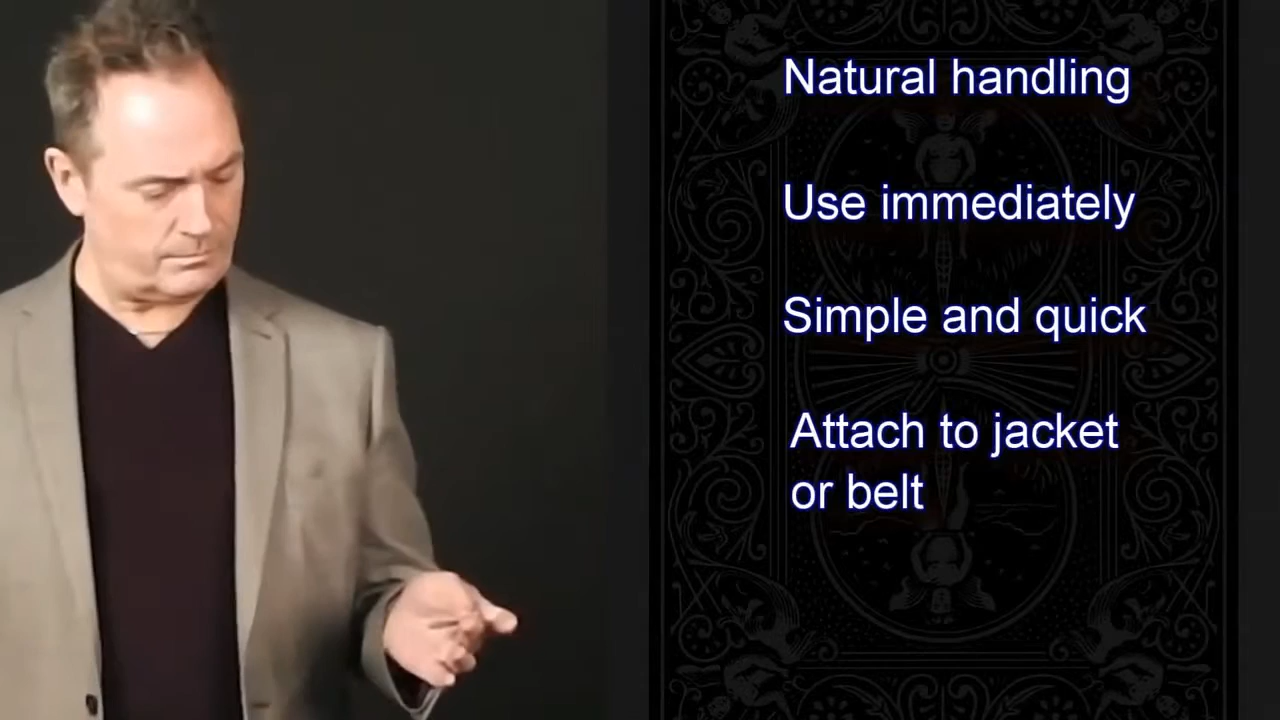 Natural handling
Use immediately
Simple and quick
Attach to jacket
or belt